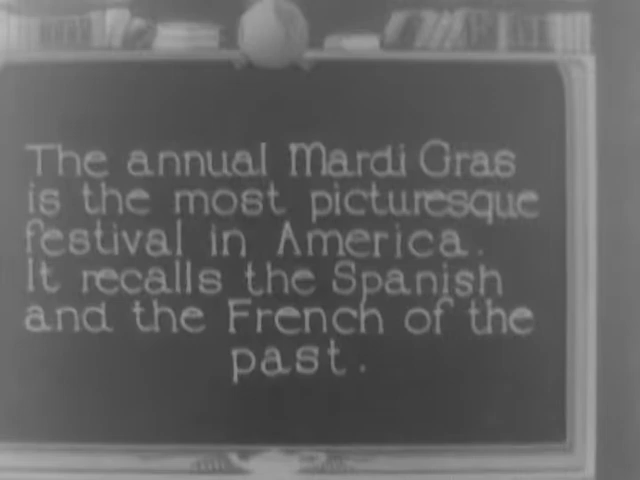 The annual Mardi Gras
is the most picturesque
festival in America.
It recalls the Spanish
and the French of the
past.